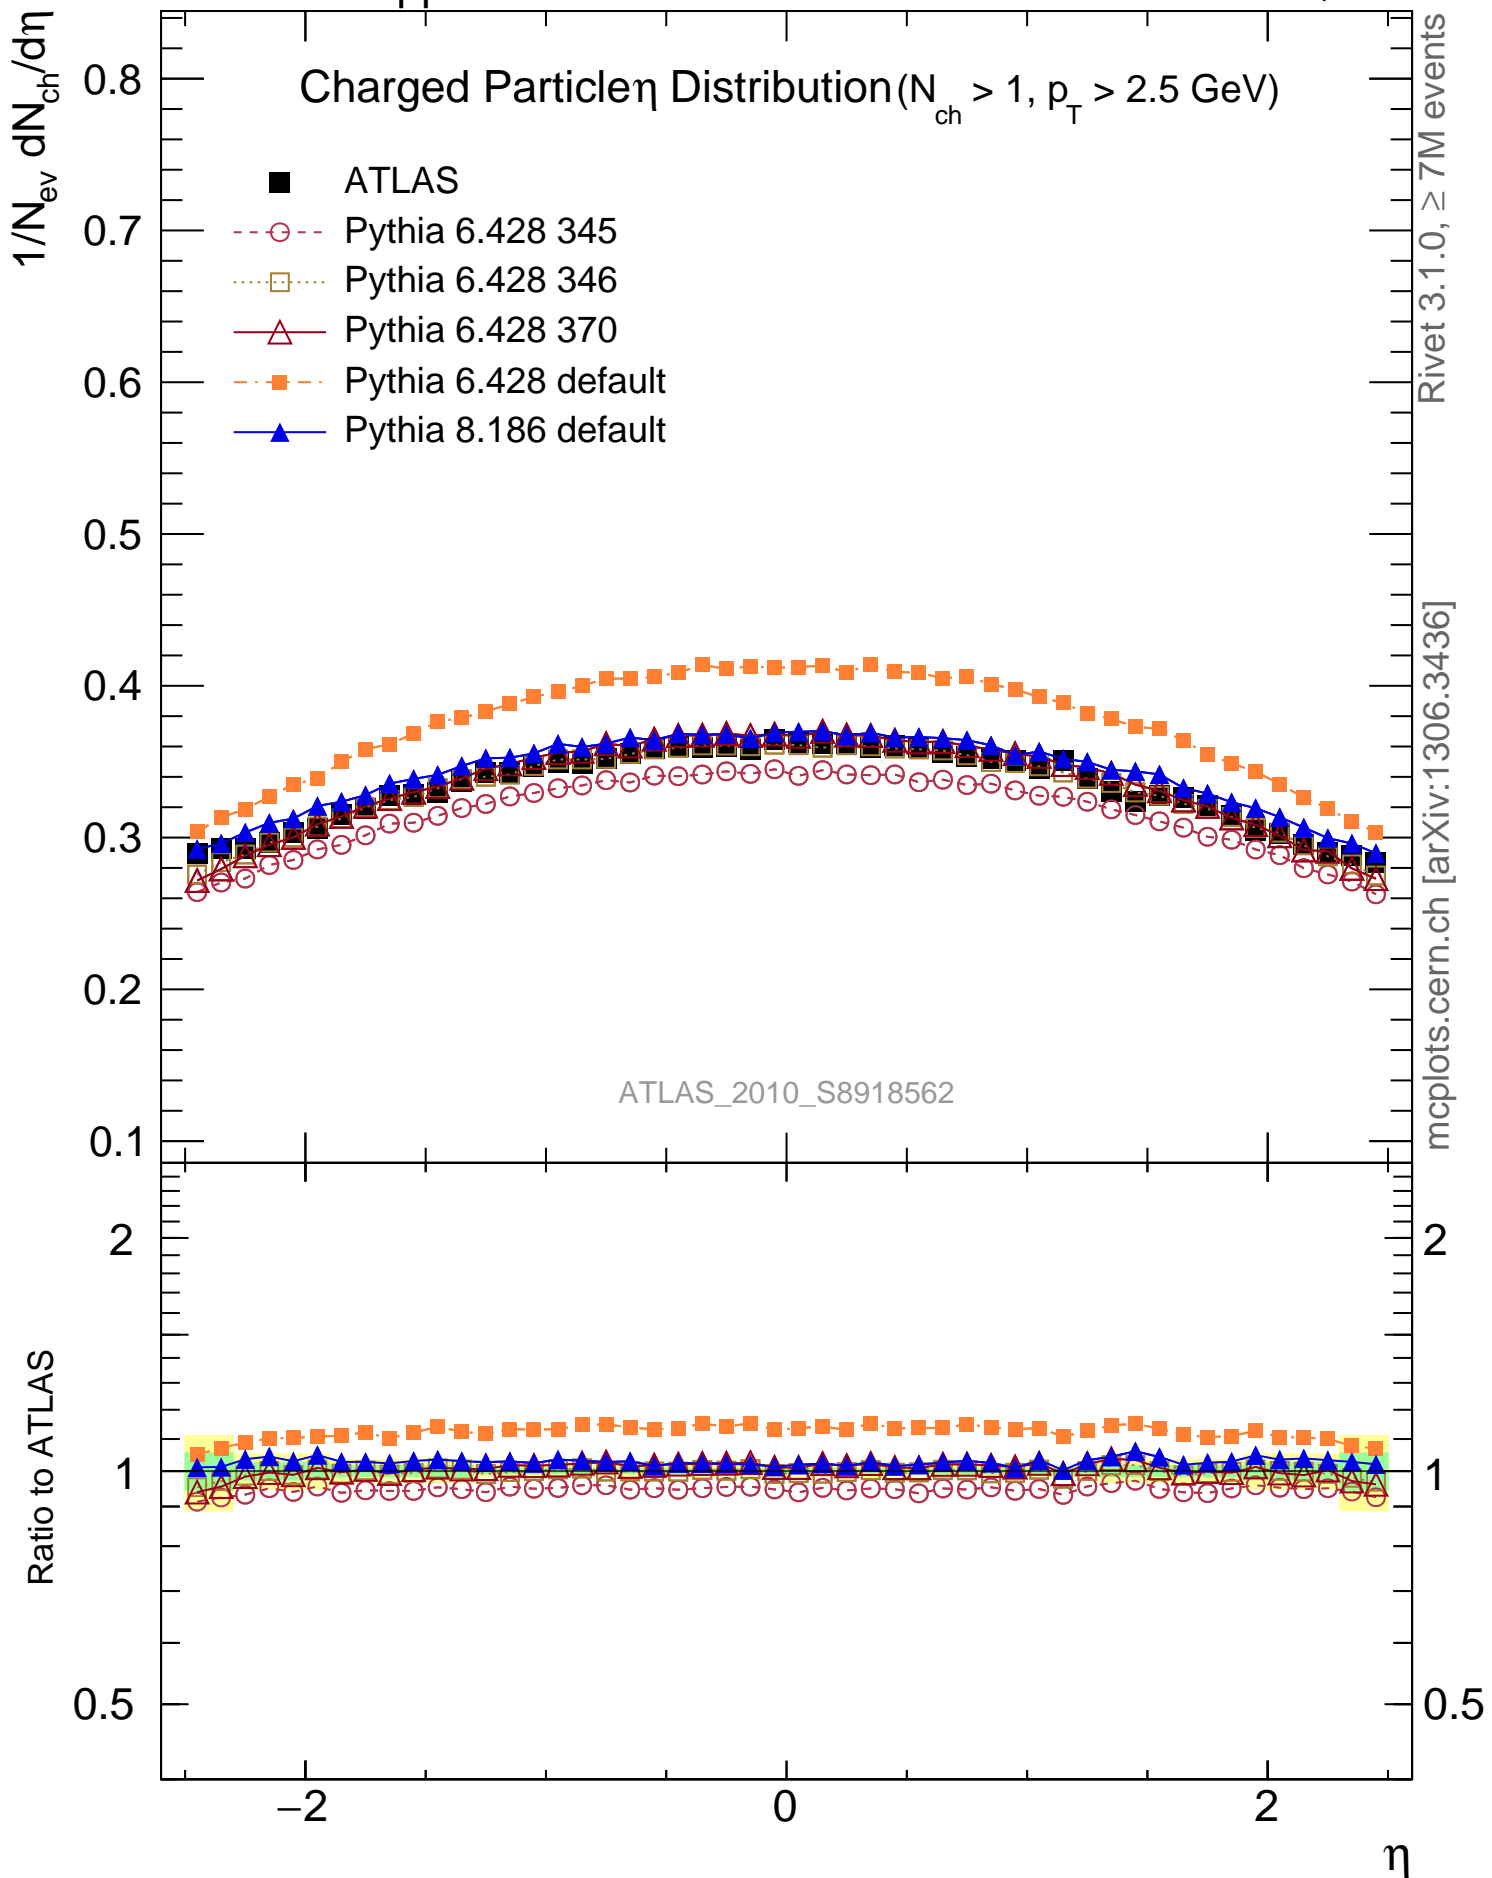 Charged Particleη Distribution (N_ch > 1, p_T > 2.5 GeV)
1/N_ev dN_ch/dη
ATLAS
Pythia 6.428 345
Pythia 6.428 346
Pythia 6.428 370
Pythia 6.428 default
Pythia 8.186 default
0.8
0.7
0.6
0.5
0.4
0.3
0.2
0.1
ATLAS_2010_S8918562
Rivet 3.1.0, ≥ 7M events
mcplots.cern.ch [arXiv:1306.3436]
Ratio to ATLAS
2
1
0.5
2
1
0.5
−2
0
2
η